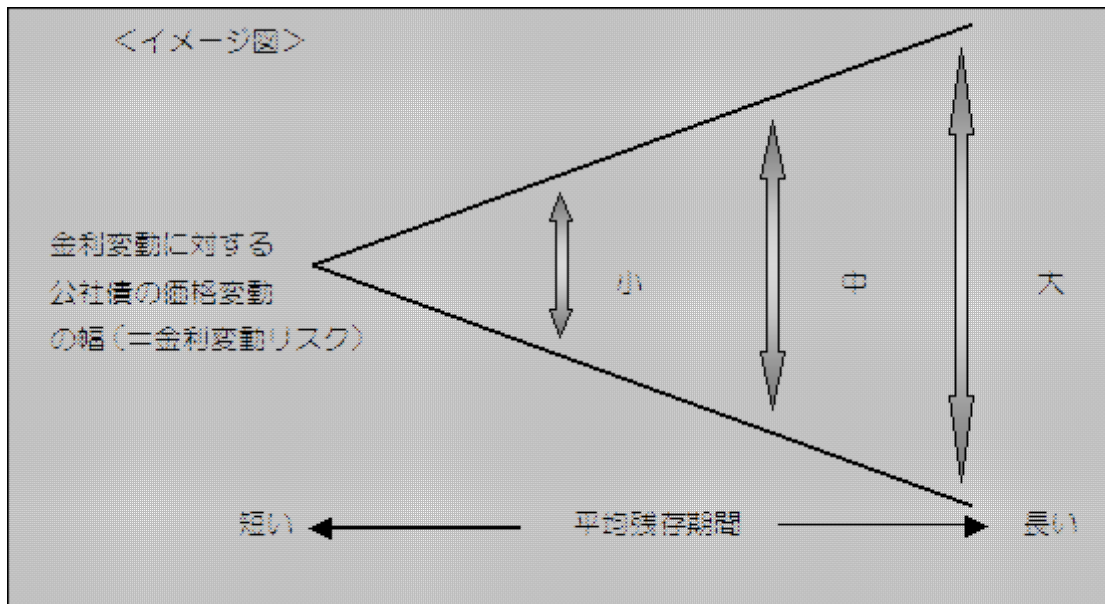 ＜イメージ図＞
金利変動に対する
公社債の価格変動
の幅（＝金利変動リスク）
小
中
大
短い
平均残存期間
長い